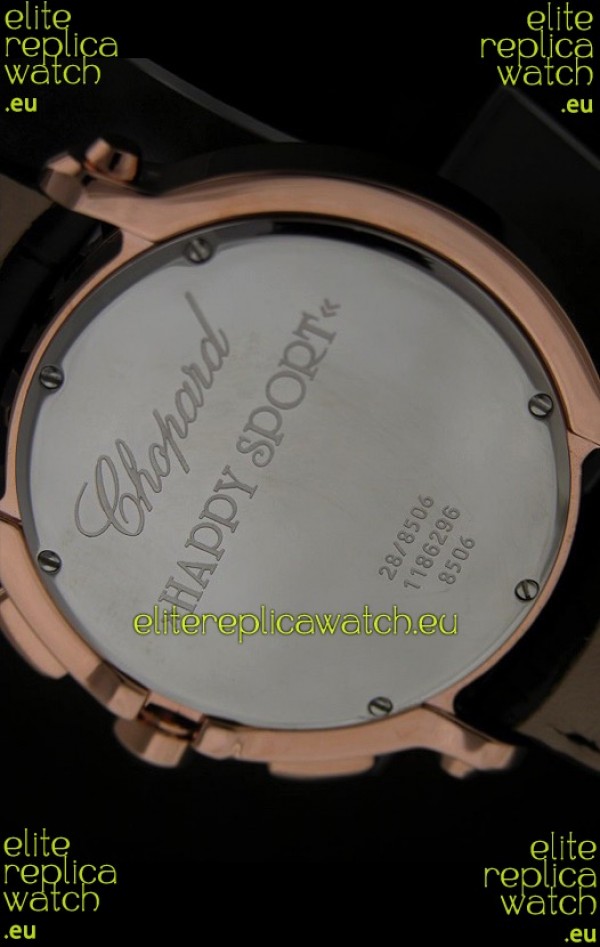 elite
replica
watch
.eu
elite
replica
watch
.eu
Chopard
HAPPY SPORT“
28/8506
1186296
8506
elitereplicawatch.eu
elite
replica
watch
.eu
elite
replica
watch
.eu